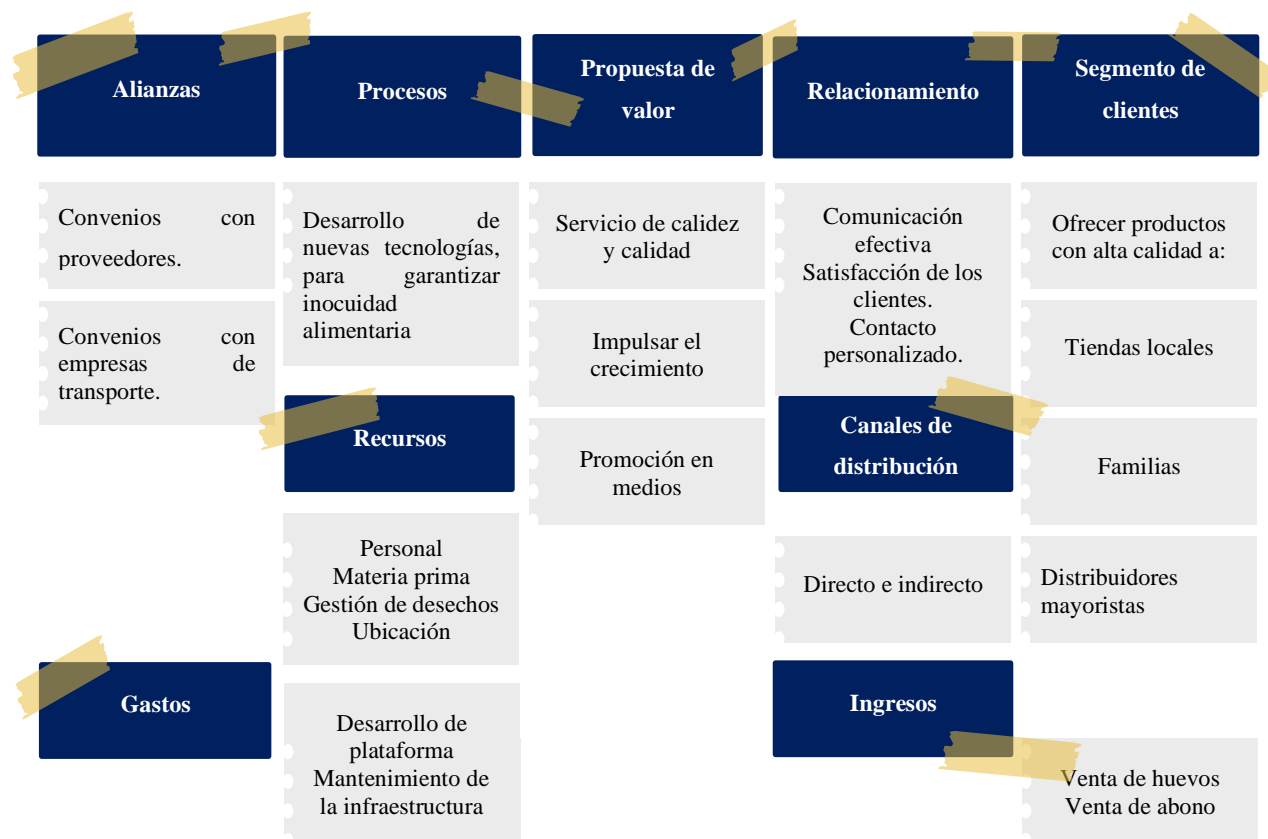 Alianzas
Convenios con
proveedores.
Convenios con
empresas de
transporte.
Procesos
Desarrollo de
nuevas tecnologías,
para garantizar
inocuidad
alimentaria
Recursos
Personal
Materia prima
Gestión de desechos
Ubicación
Propuesta de
valor
Servicio de calidez
y calidad
Impulsar el
crecimiento
Promoción en
medios
Relacionamiento
Comunicación
efectiva
Satisfacción de los
clientes.
Contacto
personalizado.
Canales de
distribución
Directo e indirecto
Segmento de
clientes
Ofrecer productos
con alta calidad a:
Tiendas locales
Familias
Distribuidores
mayoristas
Gastos
Desarrollo de
plataforma
Mantenimiento de
la infraestructura
Ingresos
Venta de huevos
Venta de abono